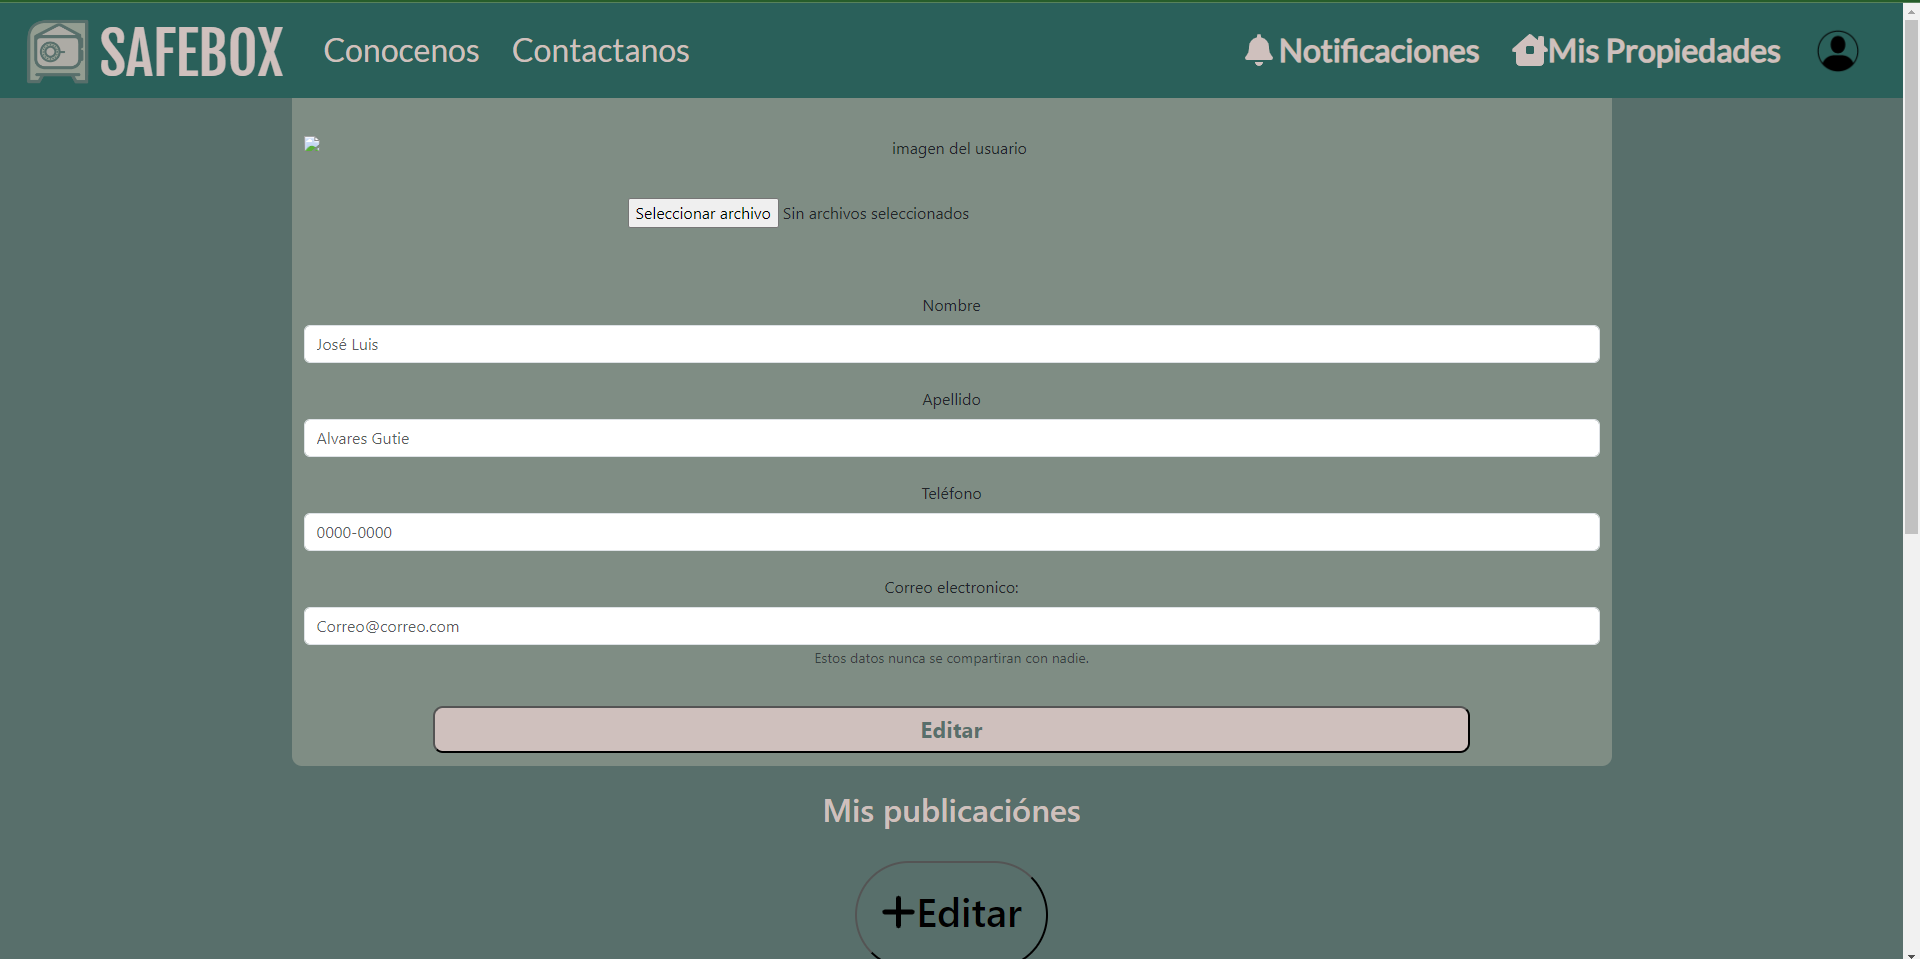 SAFEBOX Conocenos Contactanos Notificaciones Mis Propiedades
imagen del usuario
Seleccionar archivo Sin archivos seleccionados
Nombre
José Luis
Apellido
Alvares Gutie
Teléfono
0000-0000
Correo electronico:
Correo@correo.com
Estos datos nunca se compartiran con nadie.
Editar
Mis publicaciónes
+Editar